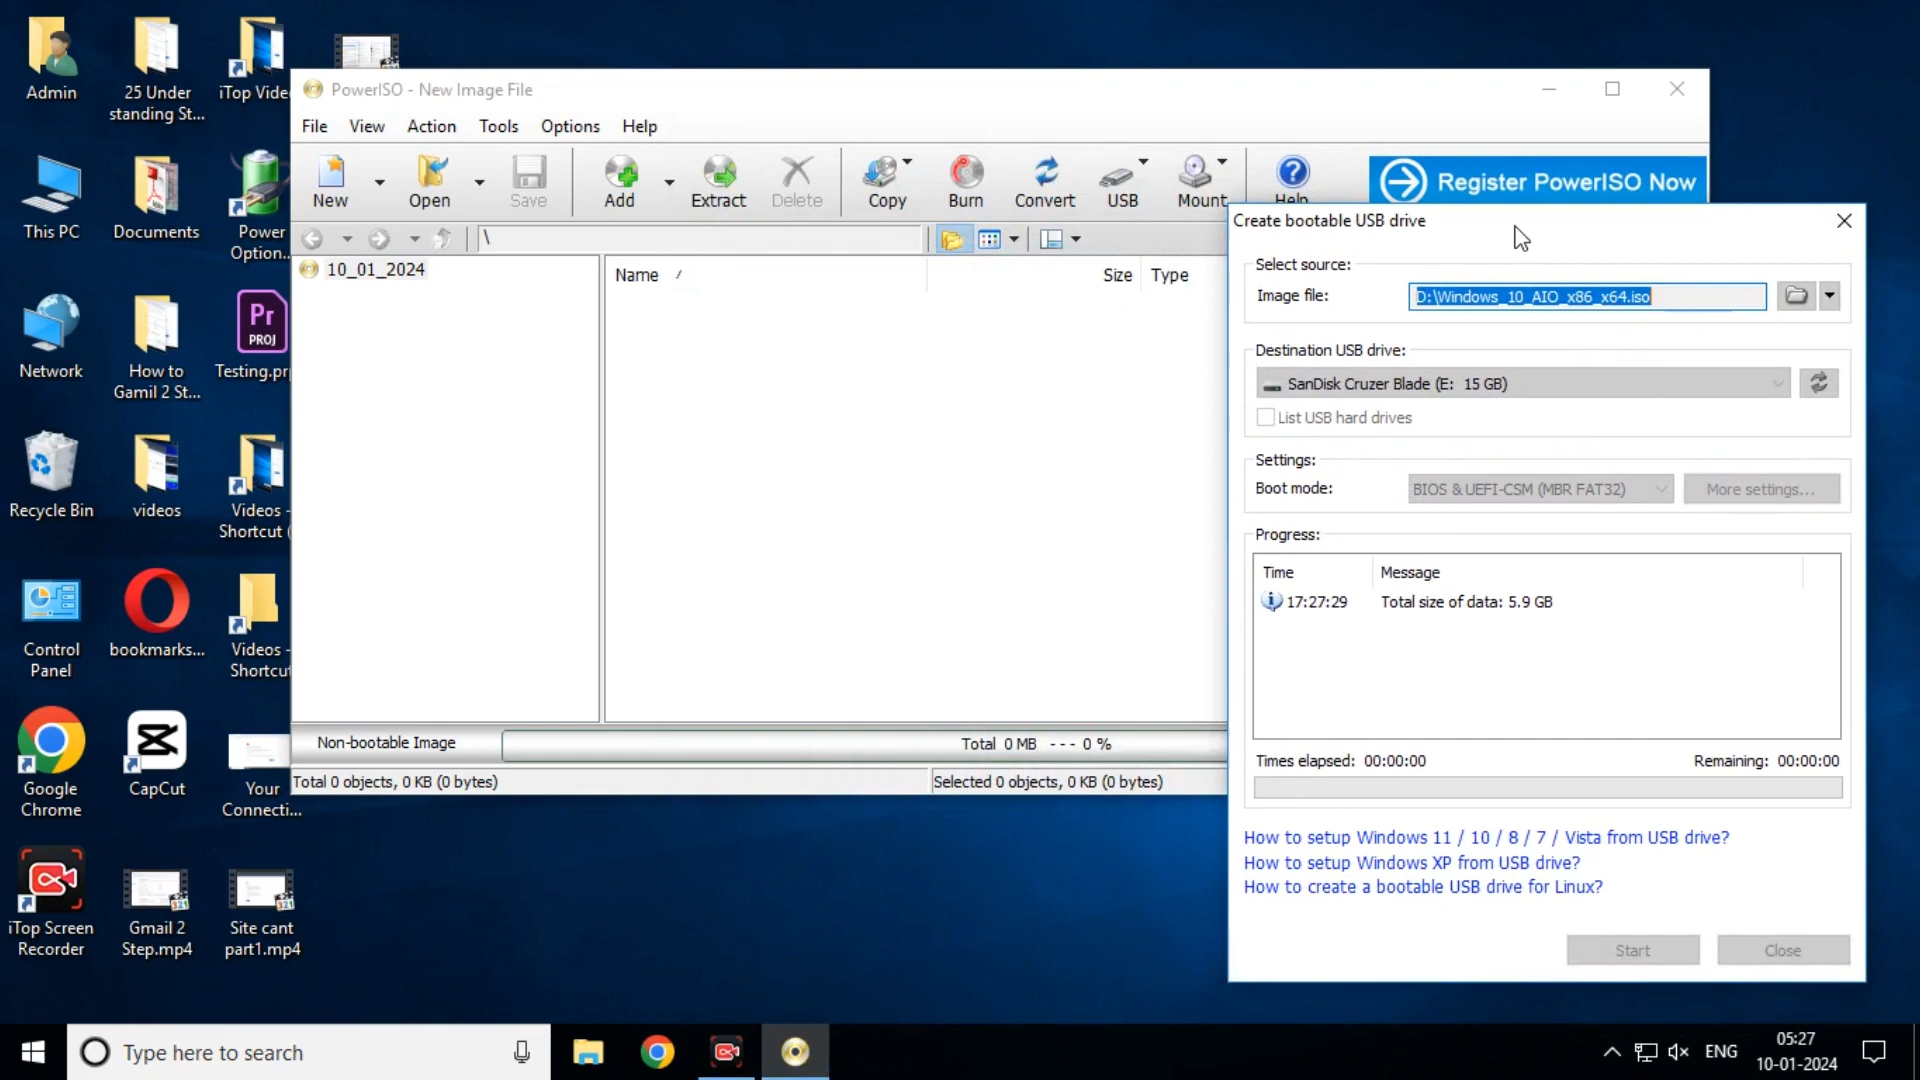 Admin
25 Under
standing St...
iTop Vide
This PC
Documents
Power
Option...
Network
How to
Gamil 2 St...
Pr
PROJ
Testing.pr
Recycle Bin
videos
Videos -
Shortcut (
Control
Panel
bookmarks...
Videos -
Shortcut
Google
Chrome
CapCut
Your
Connecti...
iTop Screen
Recorder
Gmail 2
Step.mp4
Site cant
part1.mp4
PowerISO - New Image File
File View Action Tools Options Help
New Open Save Add Extract Delete Copy Burn Convert USB Mount Help
Register PowerISO Now
\
10_01_2024
Name / Size Type
Non-bootable Image
Total 0 MB --- 0 %
Total 0 objects, 0 KB (0 bytes)
Selected 0 objects, 0 KB (0 bytes)
Create bootable USB drive
Select source:
Image file: D:\Windows_10_AIO_x86_x64.iso
Destination USB drive:
SanDisk Cruzer Blade (E: 15 GB)
List USB hard drives
Settings:
Boot mode: BIOS & UEFI-CSM (MBR FAT32) More settings...
Progress:
Time Message
17:27:29 Total size of data: 5.9 GB
Times elapsed: 00:00:00 Remaining: 00:00:00
How to setup Windows 11 / 10 / 8 / 7 / Vista from USB drive?
How to setup Windows XP from USB drive?
How to create a bootable USB drive for Linux?
Start Close
Type here to search
ENG
05:27
10-01-2024